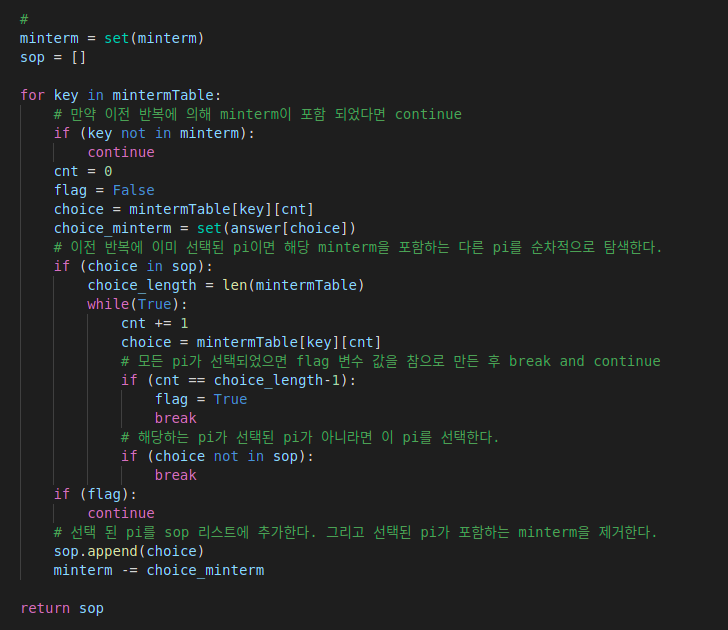 #
minterm = set(minterm)
sop = []
for key in mintermTable:
# 만약 이전 반복에 의해 minterm이 포함 되었다면 continue
if (key not in minterm):
continue
cnt = 0
flag = False
choice = mintermTable[key][cnt]
choice_minterm = set(answer[choice])
# 이전 반복에 이미 선택된 pi이면 해당 minterm을 포함하는 다른 pi를 순차적으로 탐색한다.
if (choice in sop):
choice_length = len(mintermTable)
while(True):
cnt += 1
choice = mintermTable[key][cnt]
# 모든 pi가 선택되었으면 flag 변수 값을 참으로 만든 후 break and continue
if (cnt == choice_length-1):
flag = True
break
# 해당하는 pi가 선택된 pi가 아니라면 이 pi를 선택한다.
if (choice not in sop):
break
if (flag):
continue
# 선택 된 pi를 sop 리스트에 추가한다. 그리고 선택된 pi가 포함하는 minterm을 제거한다.
sop.append(choice)
minterm -= choice_minterm
return sop